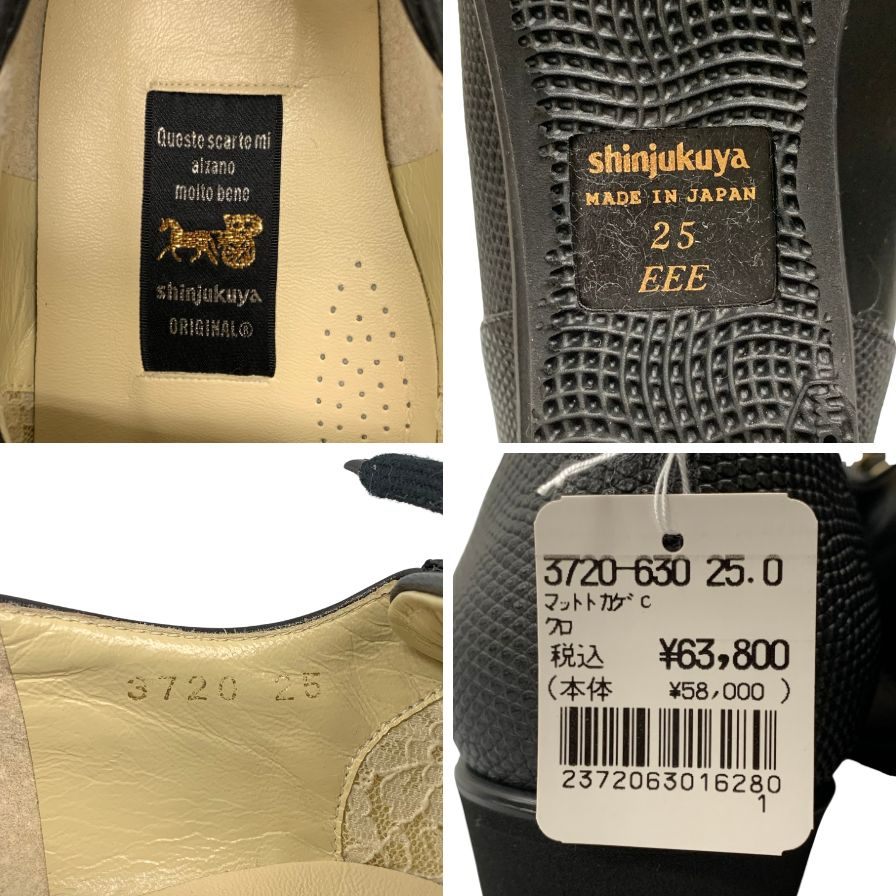 Queste scarte mi
alzano
molto bene
shinjukuya
ORIGINAL®
shinjukuya
MADE IN JAPAN
25
EEE
3720 25
3720-630 25.0
マットトカゲ C
クロ
税込 ¥63,800
(本体 ¥58,000 )
2372063016280
1